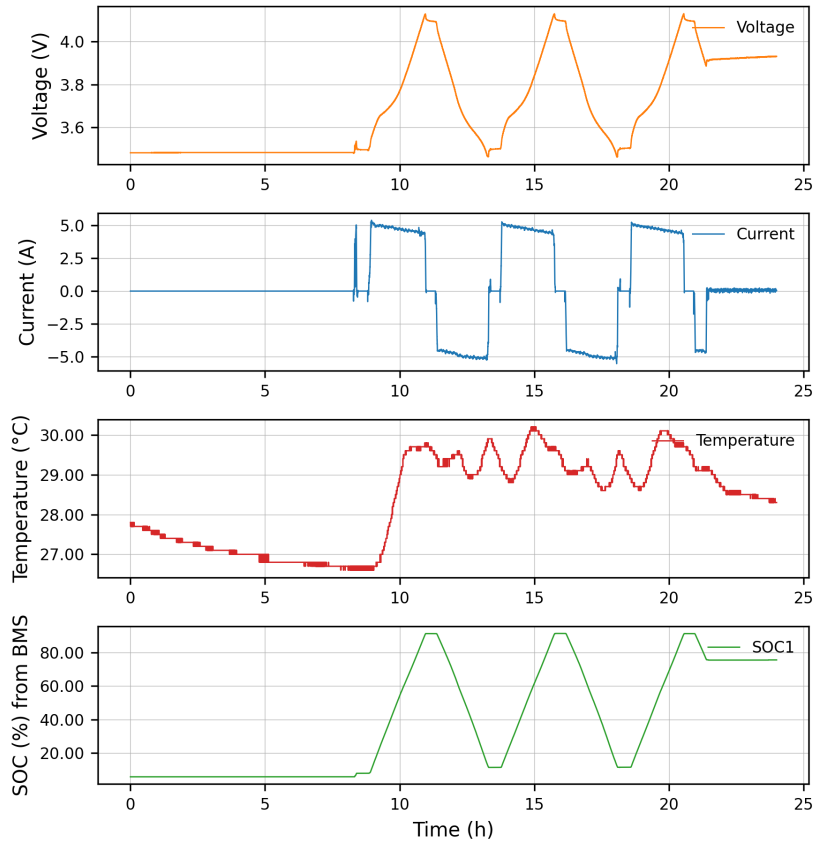 Voltage (V)
4.0
3.8
3.6
Voltage
0 5 10 15 20 25
Current (A)
5.0
2.5
0.0
−2.5
−5.0
Current
0 5 10 15 20 25
Temperature (°C)
30.00
29.00
28.00
27.00
Temperature
0 5 10 15 20 25
SOC (%) from BMS
80.00
60.00
40.00
20.00
SOC1
0 5 10 15 20 25
Time (h)